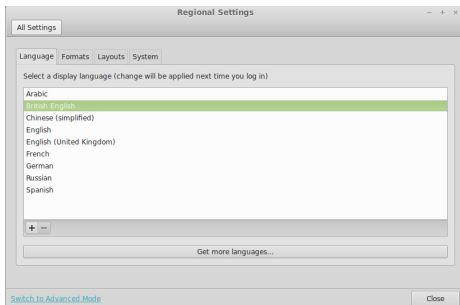 Regional Settings
All Settings
Language Formats Layouts System
Select a display language (change will be applied next time you log in)
Arabic
British English
Chinese (simplified)
English
English (United Kingdom)
French
German
Russian
Spanish
Get more languages...
Switch to Advanced Mode
Close